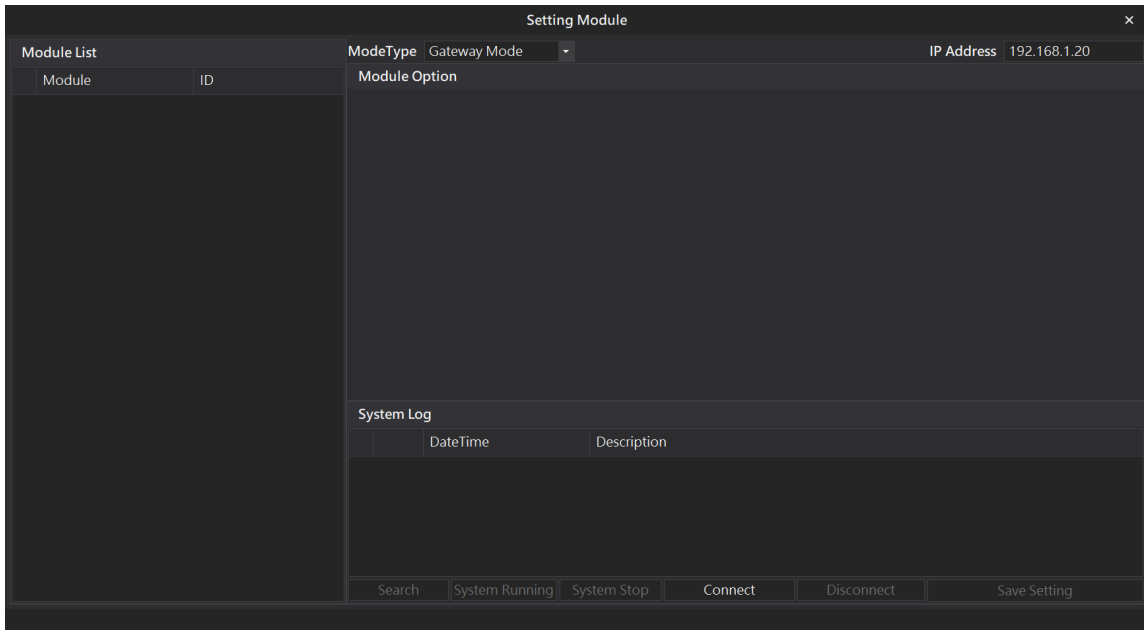 Setting Module ×
Module List
Module ID
ModeType Gateway Mode
IP Address 192.168.1.20
Module Option
System Log
DateTime Description
Search System Running System Stop Connect Disconnect Save Setting